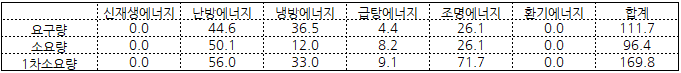 신재생에너지 난방에너지 냉방에너지 급탕에너지 조명에너지 환기에너지 합계
요구량 0.0 44.6 36.5 4.4 26.1 0.0 111.7
소요량 0.0 50.1 12.0 8.2 26.1 0.0 96.4
1차소요량 0.0 56.0 33.0 9.1 71.7 0.0 169.8